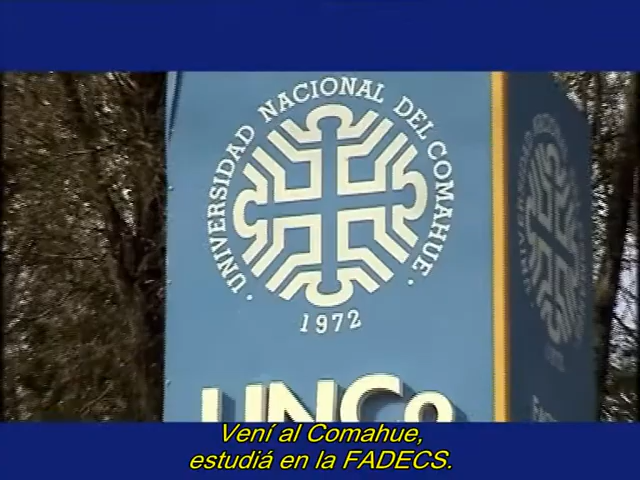 · UNIVERSIDAD NACIONAL DEL COMAHUE ·
1972
UNCo
Vení al Comahue,
estudiá en la FADECS.